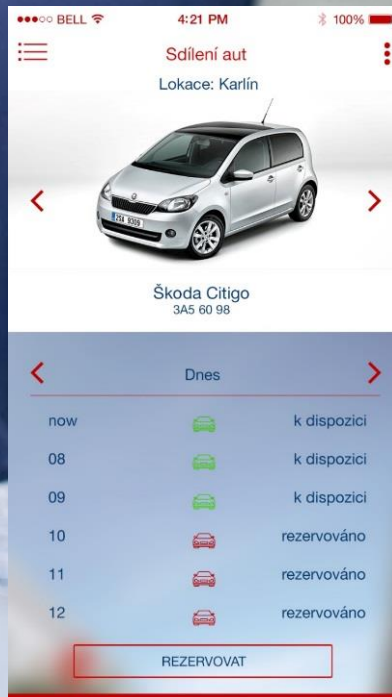 BELL 4:21 PM 100%
Sdílení aut
Lokace: Karlín
Škoda Citigo
3A5 60 98
Dnes
now k dispozici
08 k dispozici
09 k dispozici
10 rezervováno
11 rezervováno
12 rezervováno
REZERVOVAT